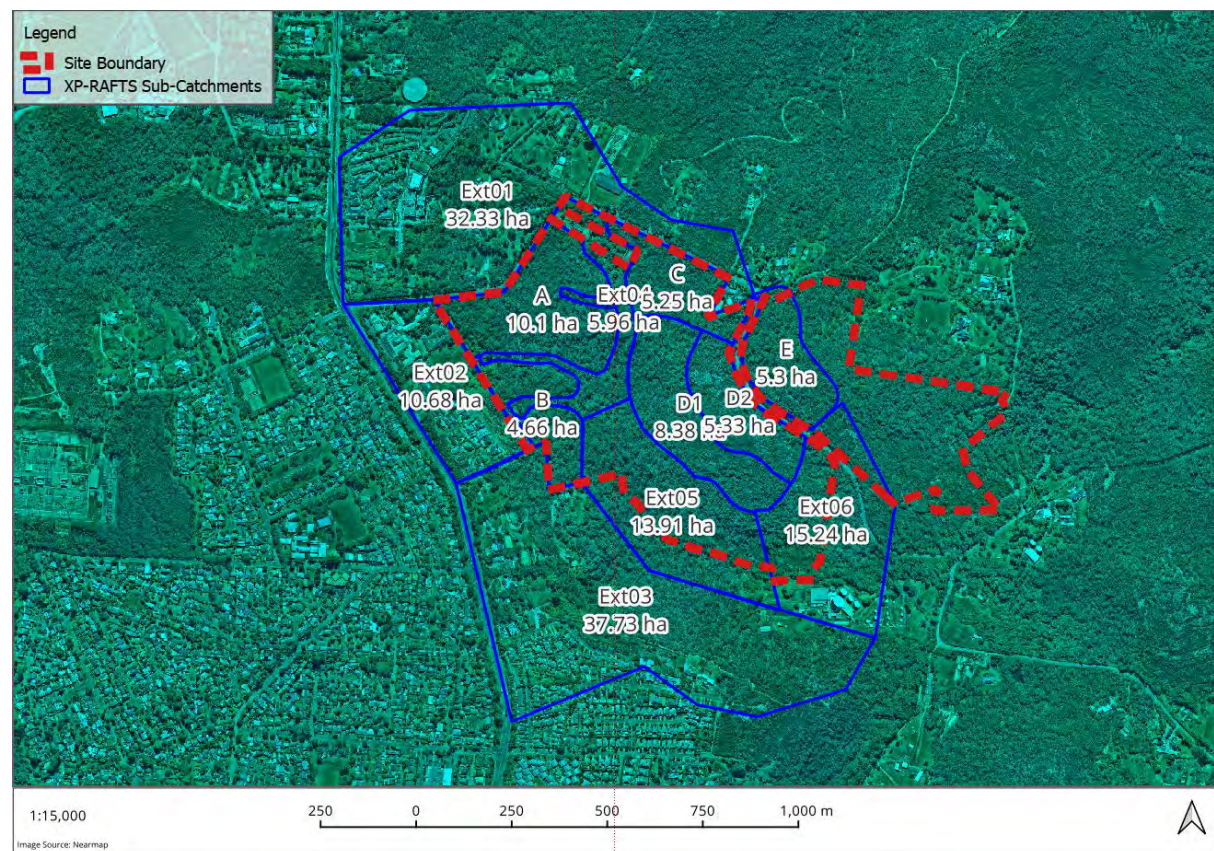 Legend
Site Boundary
XP-RAFTS Sub-Catchments
Ext01
32.33 ha
C
5.25 ha
A
10.1 ha
Ext04
5.96 ha
E
5.3 ha
Ext02
10.68 ha
B
4.66 ha
D1
8.38 ha
D2
5.33 ha
Ext05
13.91 ha
Ext06
15.24 ha
Ext03
37.73 ha
1:15,000
250 0 250 500 750 1,000 m
Image Source: Nearmap